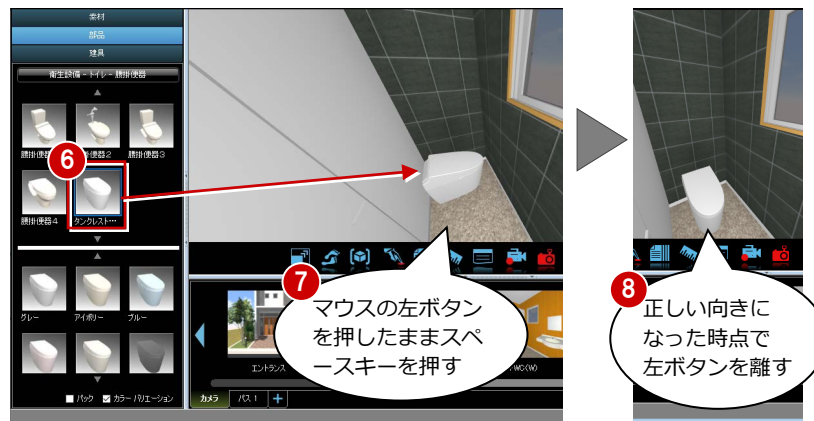 素材
部品
建具
衛生設備 - トイレ - 腰掛便器
腰掛便
掛便器2
腰掛便器3
6
腰掛便器4
タンクレスト…
グレー
アイボリー
ブルー
バック
カラーバリエーション
7
マウスの左ボタン
を押したままスペ
ースキーを押す
エントランス
WC(W)
カメラ
パス 1
+
8
正しい向きに
なった時点で
左ボタンを離す